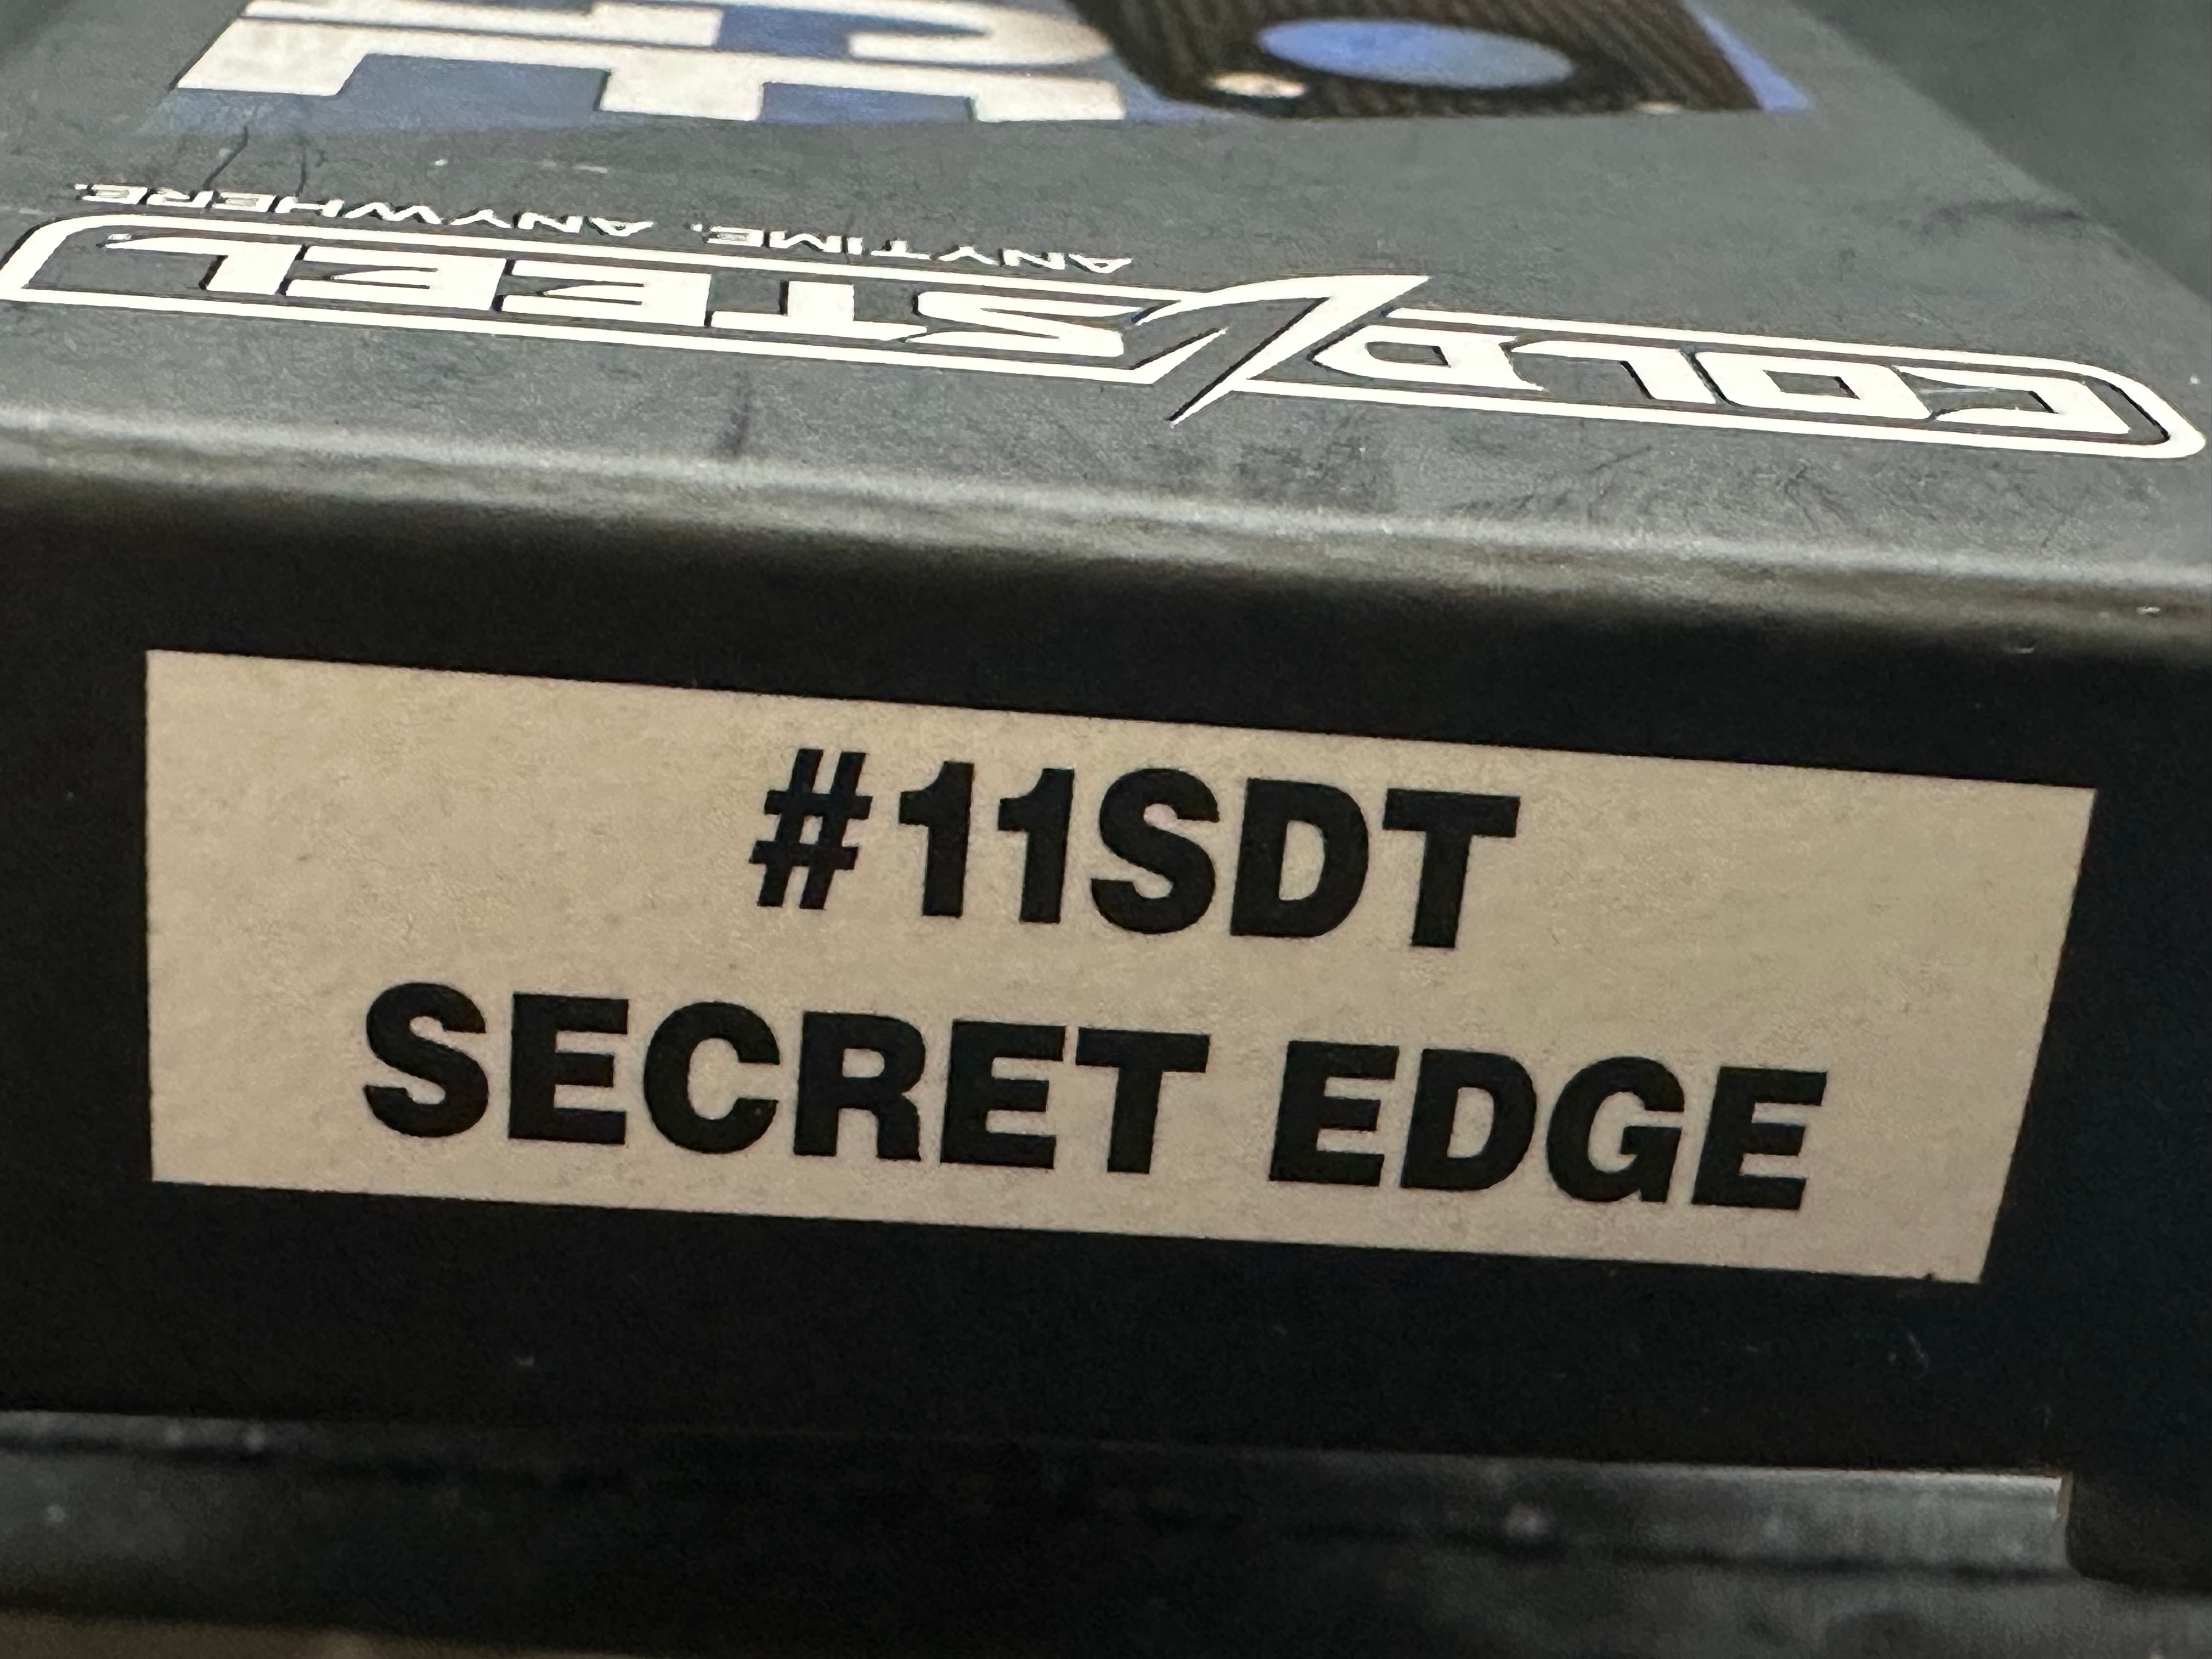 COLD STEEL
ANYTIME. ANYWHERE.
#11SDT
SECRET EDGE